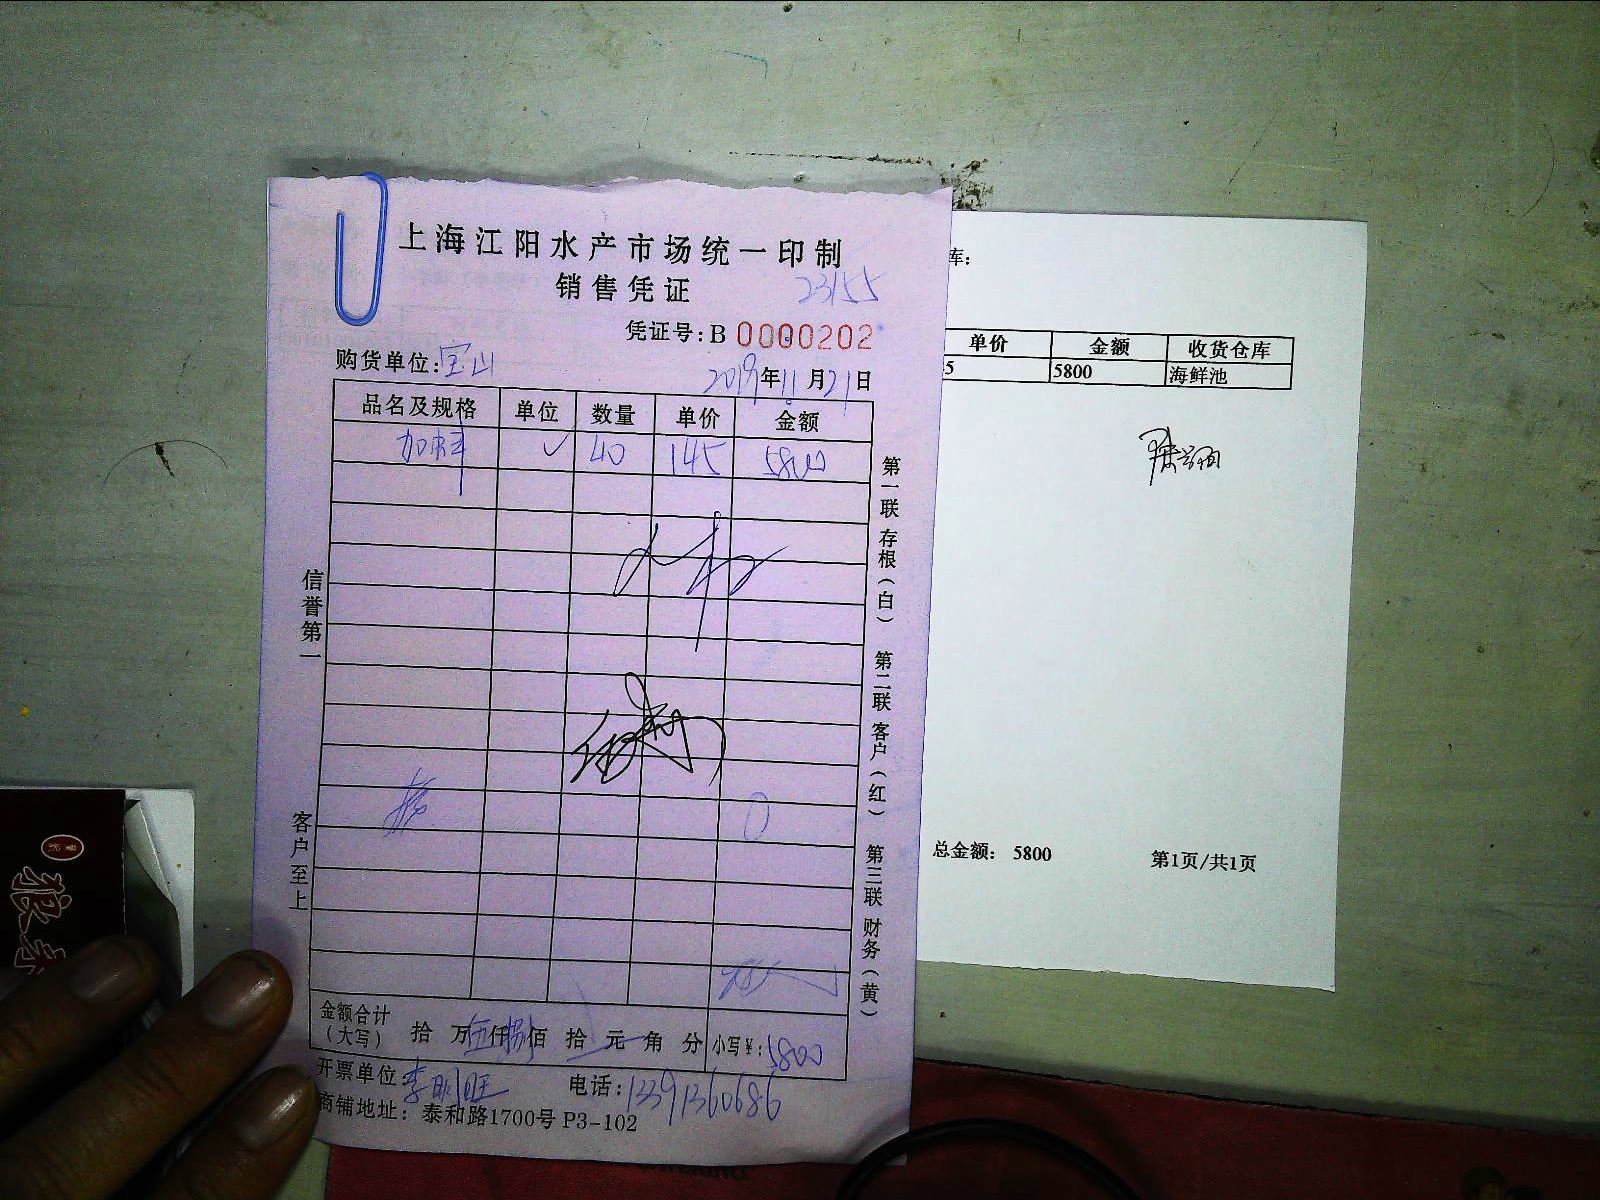 上海江阳水产市场统一印制
销售凭证
23155
凭证号:B 0000202
购货单位:宝山
2019年11月21日
品名及规格 单位 数量 单价 金额
加蚌 40 145 5800
0
金额合计(大写) 拾 万 伍仟 捌佰 拾 元 角 分 小写¥:5800
开票单位:李明旺 电话:13391360686
商铺地址: 泰和路1700号 P3-102
信誉第一
客户至上
第一联 存根(白) 第二联 客户(红) 第三联 财务(黄)
库:
单价 金额 收货仓库
5 5800 海鲜池
总金额: 5800 第1页/共1页